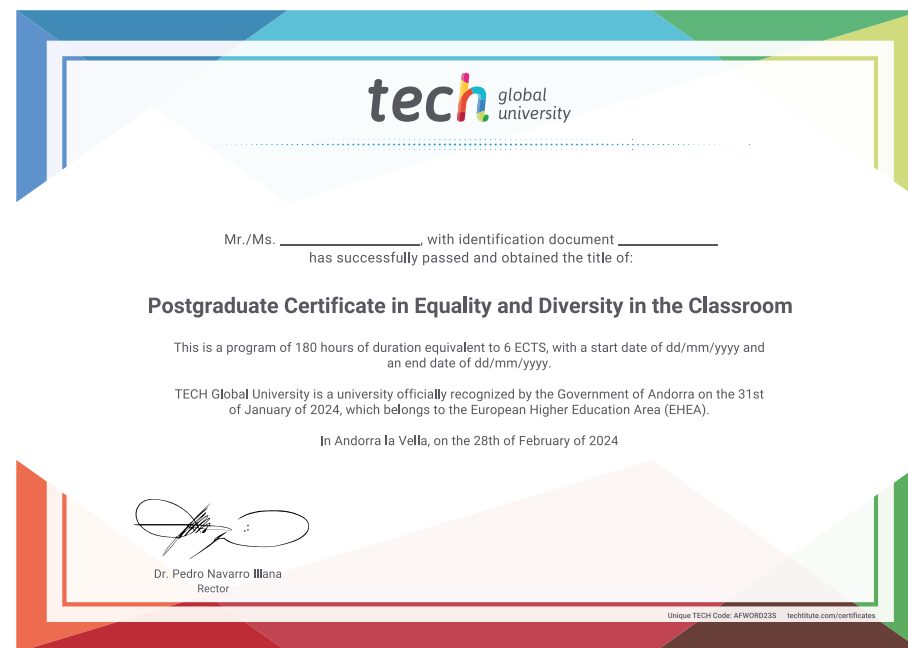 tech global university
Mr./Ms. ____________, with identification document ____________
has successfully passed and obtained the title of:
Postgraduate Certificate in Equality and Diversity in the Classroom
This is a program of 180 hours of duration equivalent to 6 ECTS, with a start date of dd/mm/yyyy and
an end date of dd/mm/yyyy.
TECH Global University is a university officially recognized by the Government of Andorra on the 31st
of January of 2024, which belongs to the European Higher Education Area (EHEA).
In Andorra la Vella, on the 28th of February of 2024
Dr. Pedro Navarro Illana
Rector
Unique TECH Code: AFWORD23S techtitute.com/certificates